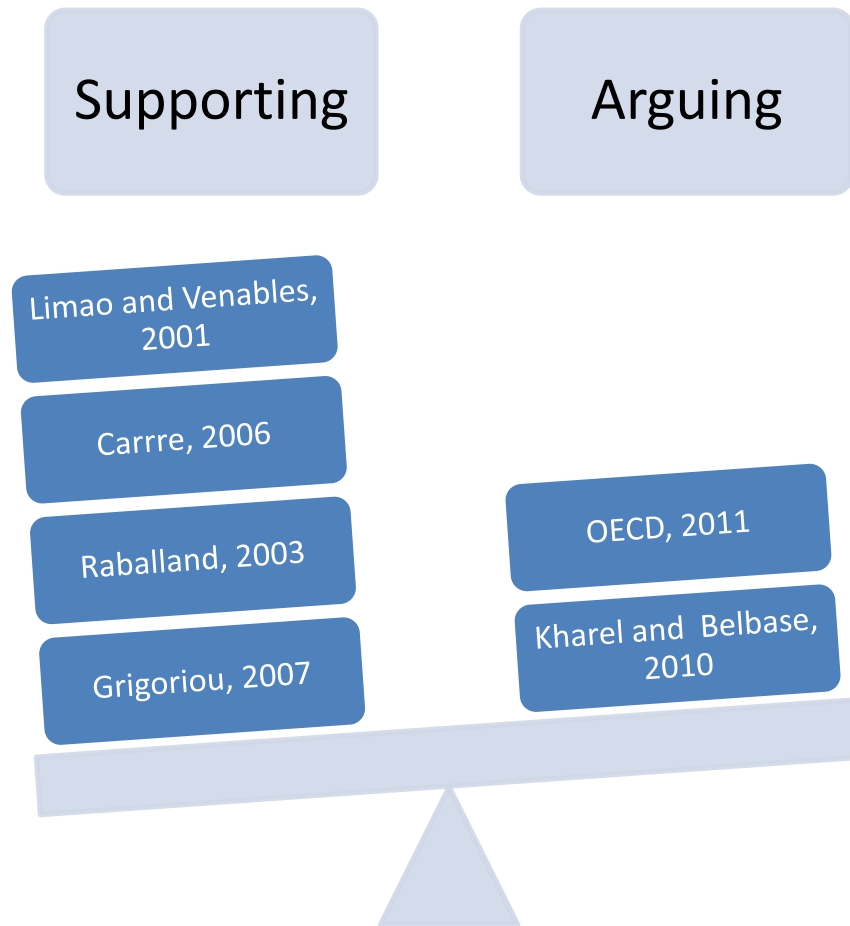 Supporting
Arguing
Limao and Venables,
2001
Carrre, 2006
Raballand, 2003
Grigoriou, 2007
OECD, 2011
Kharel and  Belbase,
2010